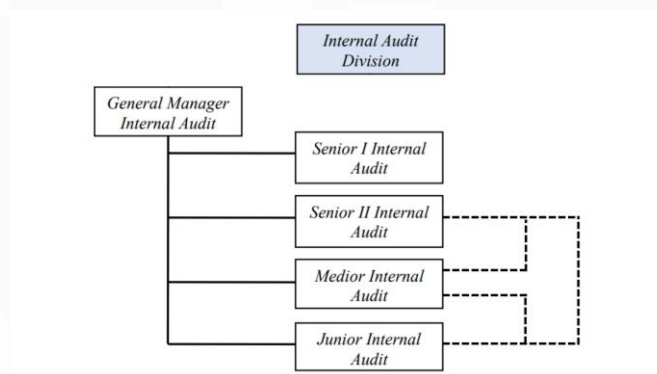 Internal Audit
Division
General Manager
Internal Audit
Senior I Internal
Audit
Senior II Internal
Audit
Medior Internal
Audit
Junior Internal
Audit